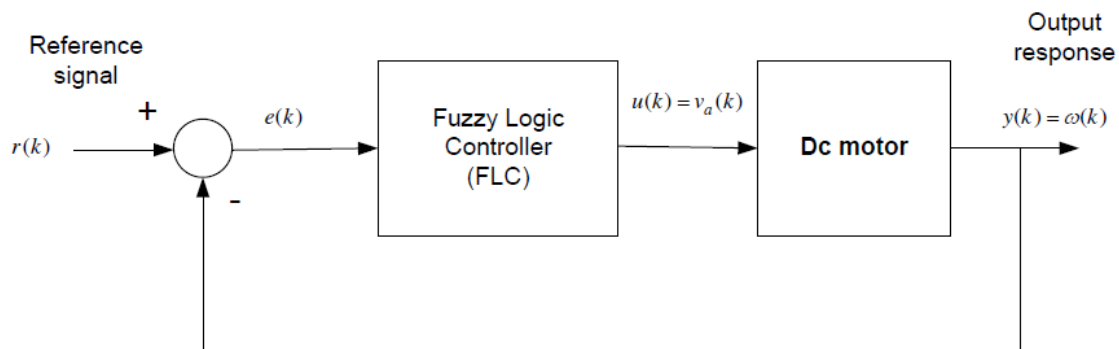 Reference
signal
+
r(k)
-
e(k)
Fuzzy Logic
Controller
(FLC)
u(k) = v_a(k)
Dc motor
Output
response
y(k) = ω(k)